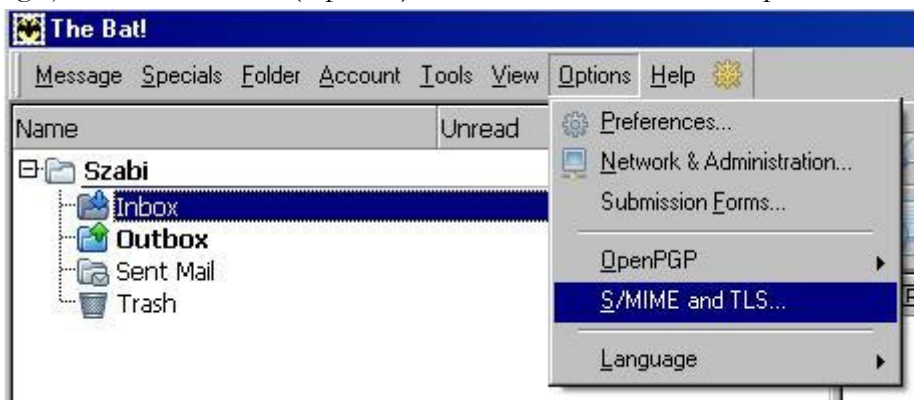 The Bat!
Message Specials Folder Account Tools View Options Help
Name Unread
Preferences...
Network & Administration...
Submission Forms...
OpenPGP
S/MIME and TLS...
Language
Szabi
Inbox
Outbox
Sent Mail
Trash